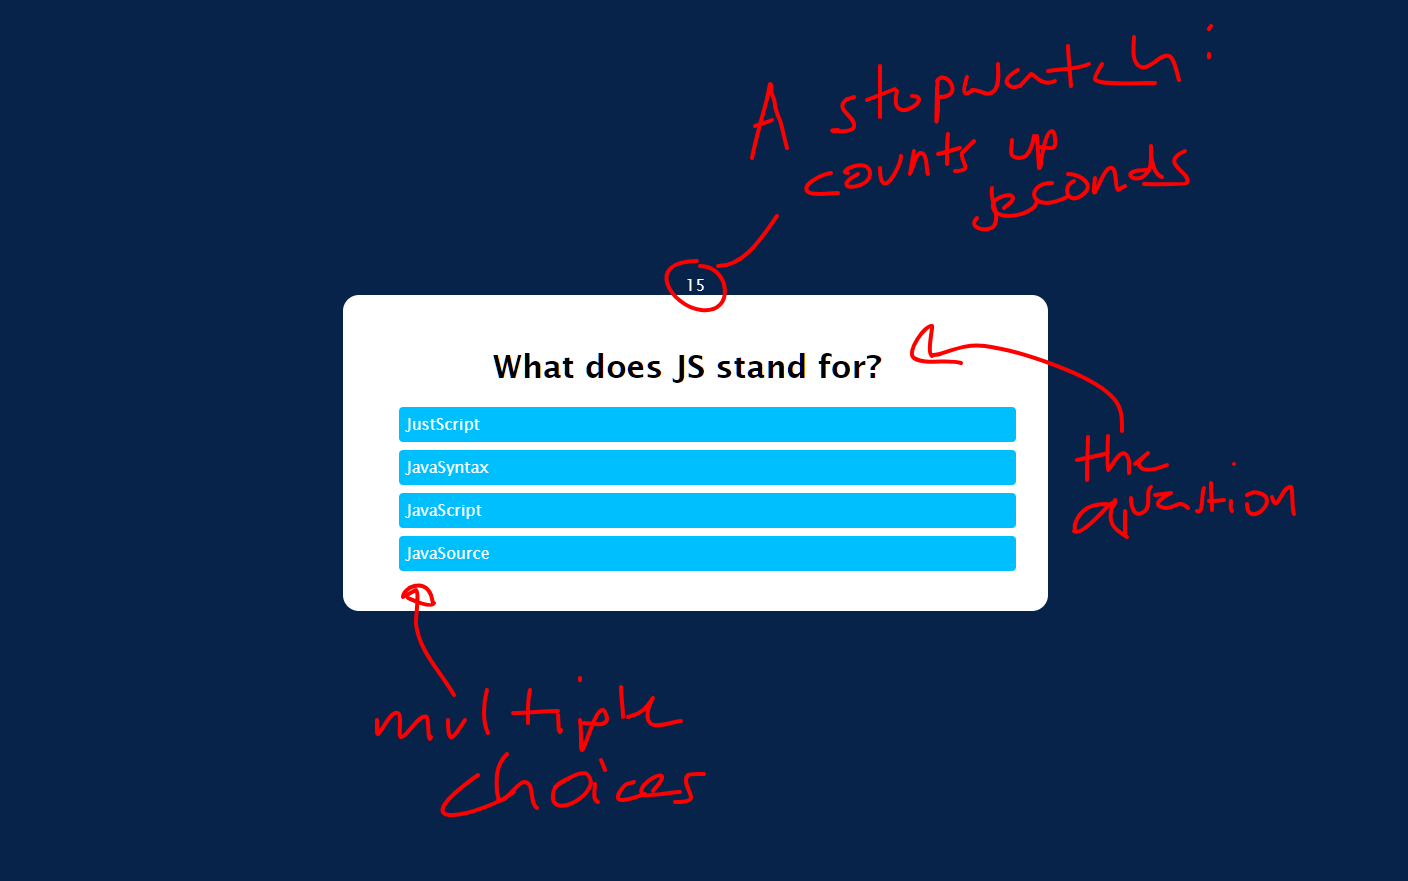 A stopwatch:
counts up
seconds
15
What does JS stand for?
JustScript
JavaSyntax
JavaScript
JavaSource
the
question
multiple
choices